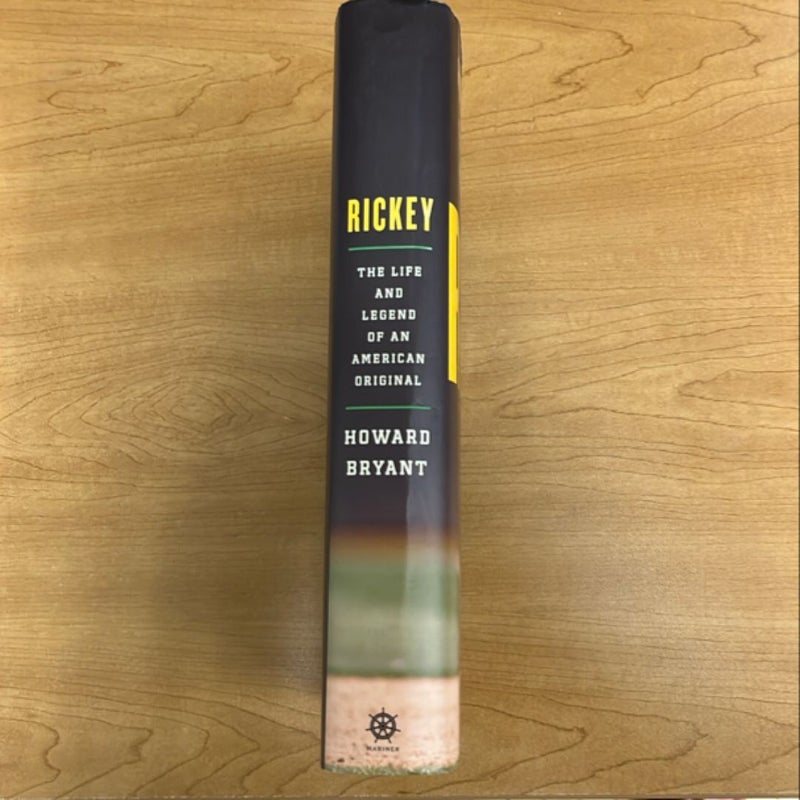 RICKEY
THE LIFE
AND
LEGEND
OF AN
AMERICAN
ORIGINAL
HOWARD
BRYANT
MARINER